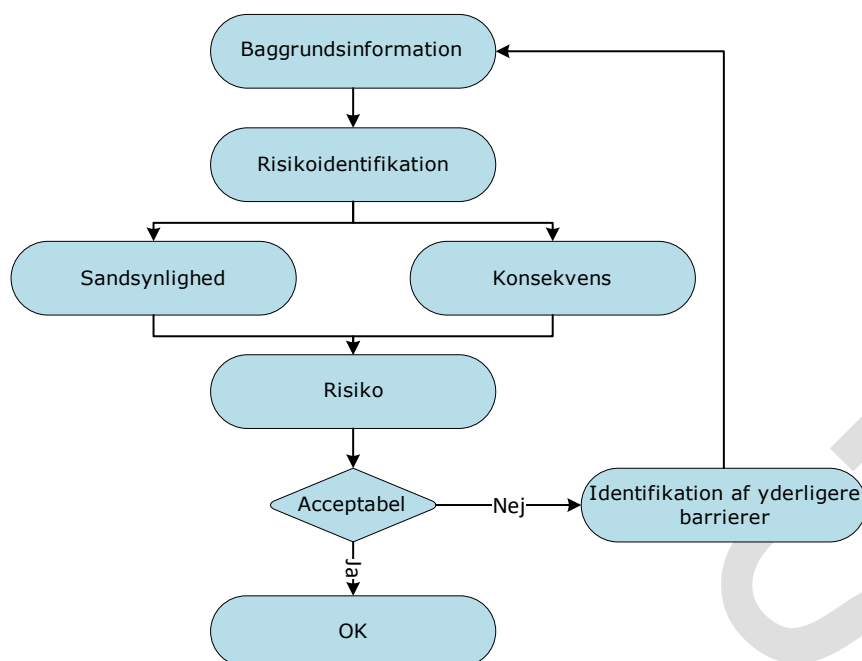 Baggrundsinformation
Risikoidentifikation
Sandsynlighed
Konsekvens
Risiko
Acceptabel
Nej
Identifikation af yderligere
barrierer
Ja
OK